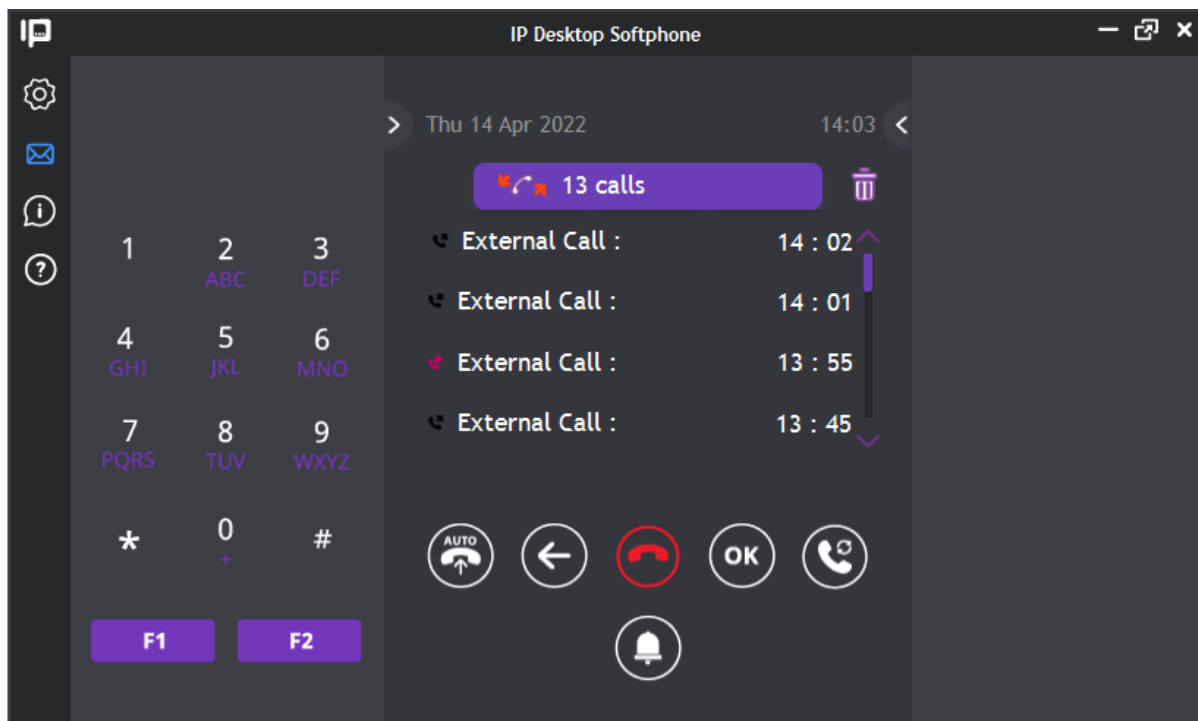 IP Desktop Softphone
Thu 14 Apr 2022 14:03
13 calls
External Call : 14 : 02
External Call : 14 : 01
External Call : 13 : 55
External Call : 13 : 45
1 2 3
ABC DEF
4 5 6
GHI JKL MNO
7 8 9
PQRS TUV WXYZ
* 0 #
+
F1 F2
AUTO OK